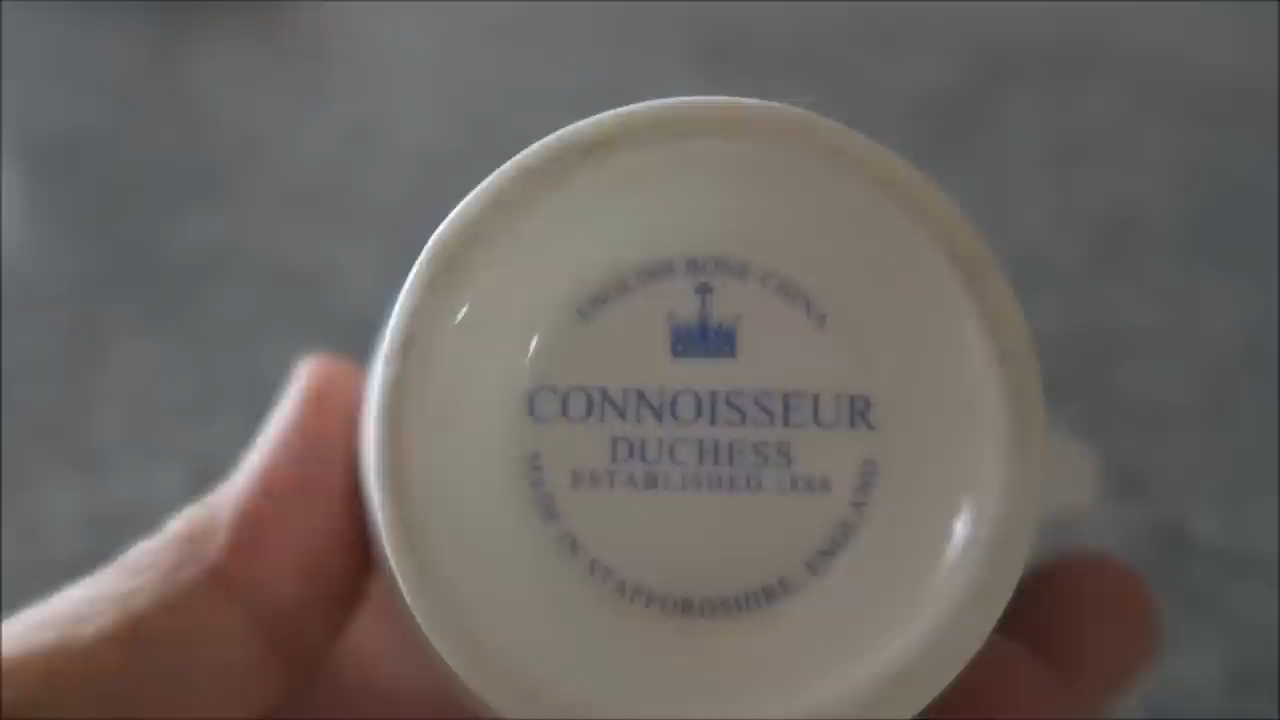 ENGLISH BONE CHINA
CONNOISSEUR
DUCHESS
ESTABLISHED
MADE IN STAFFORDSHIRE, ENGLAND